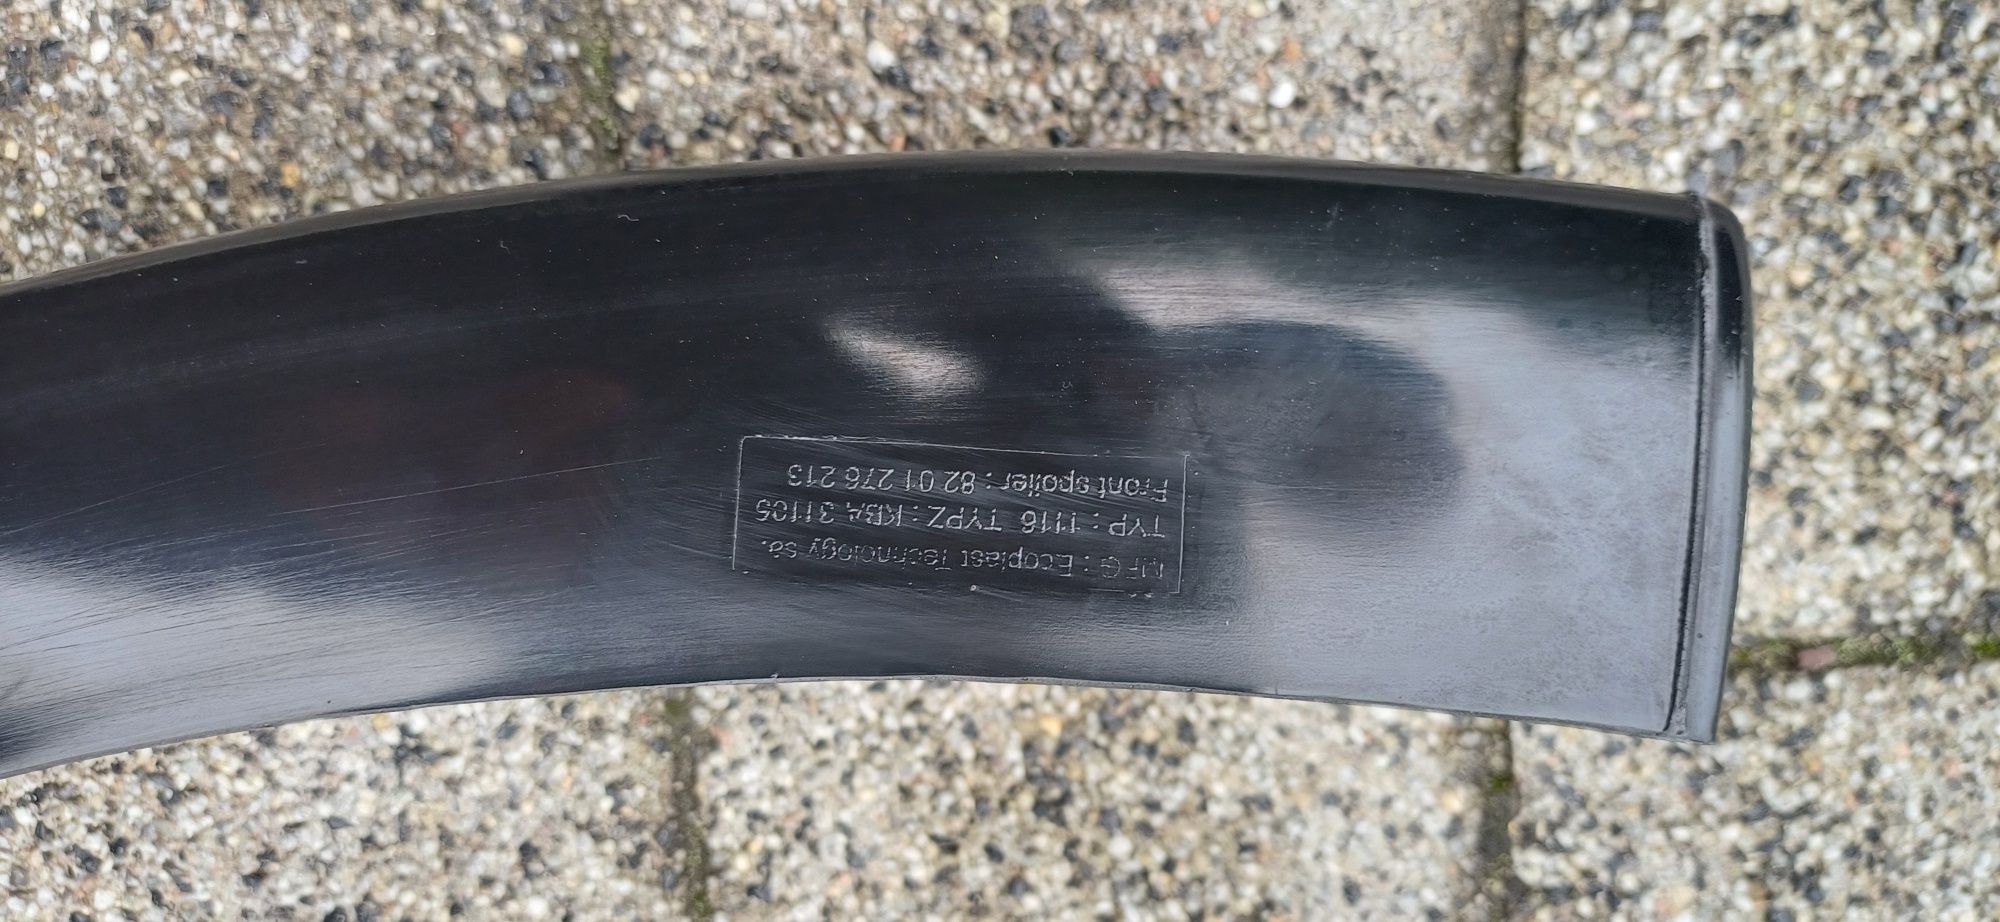 MFG : Ecoplast Technology sa.
TYP : 1116 TYPZ : KBA 31105
Front spoiler : 82 01 276 213